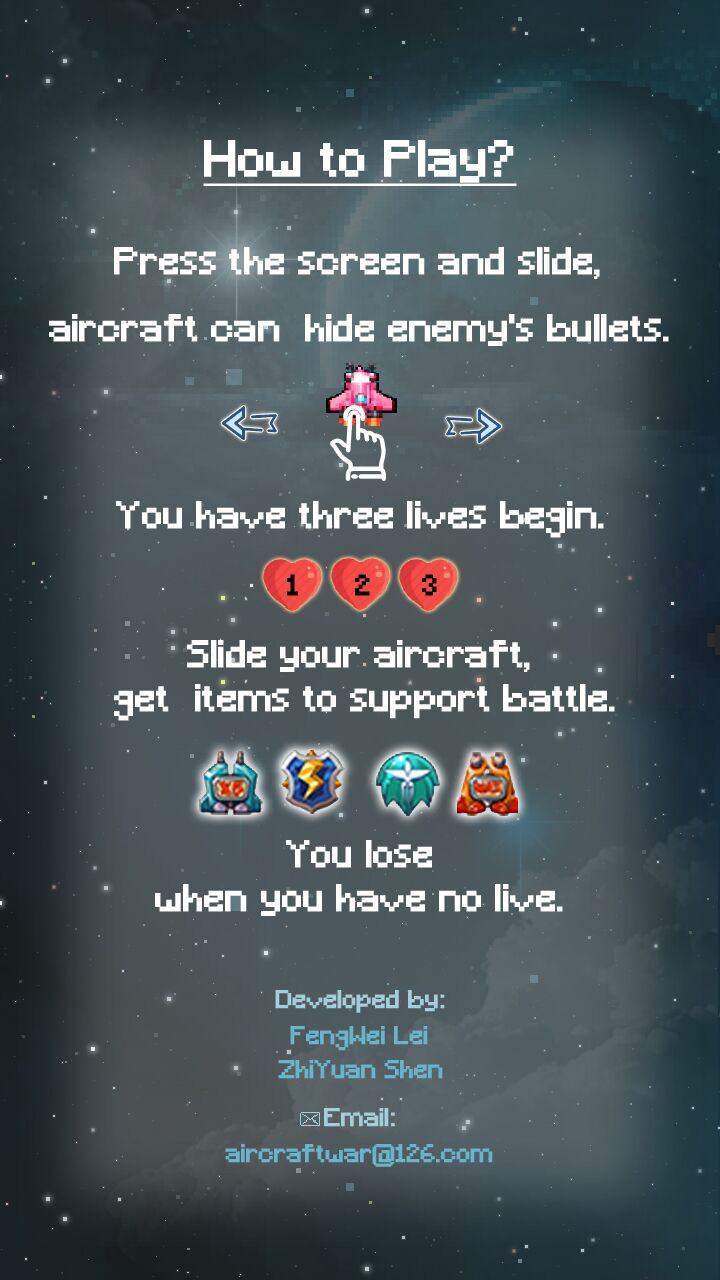 How to Play?
Press the screen and slide,
aircraft can hide enemy's bullets.
You have three lives begin.
1 2 3
Slide your aircraft,
get items to support battle.
You lose
when you have no live.
Developed by:
FengWei Lei
ZhiYuan Shen
Email:
aircraftwar@126.com